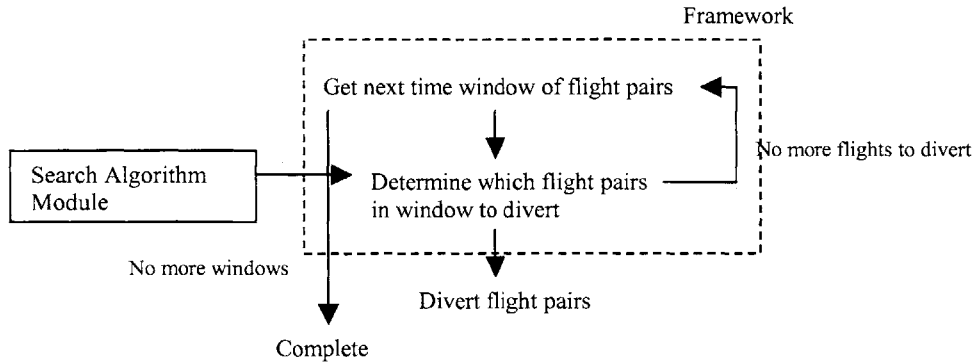 Framework
Get next time window of flight pairs
No more flights to divert
Search Algorithm
Module
Determine which flight pairs
in window to divert
No more windows
Divert flight pairs
Complete